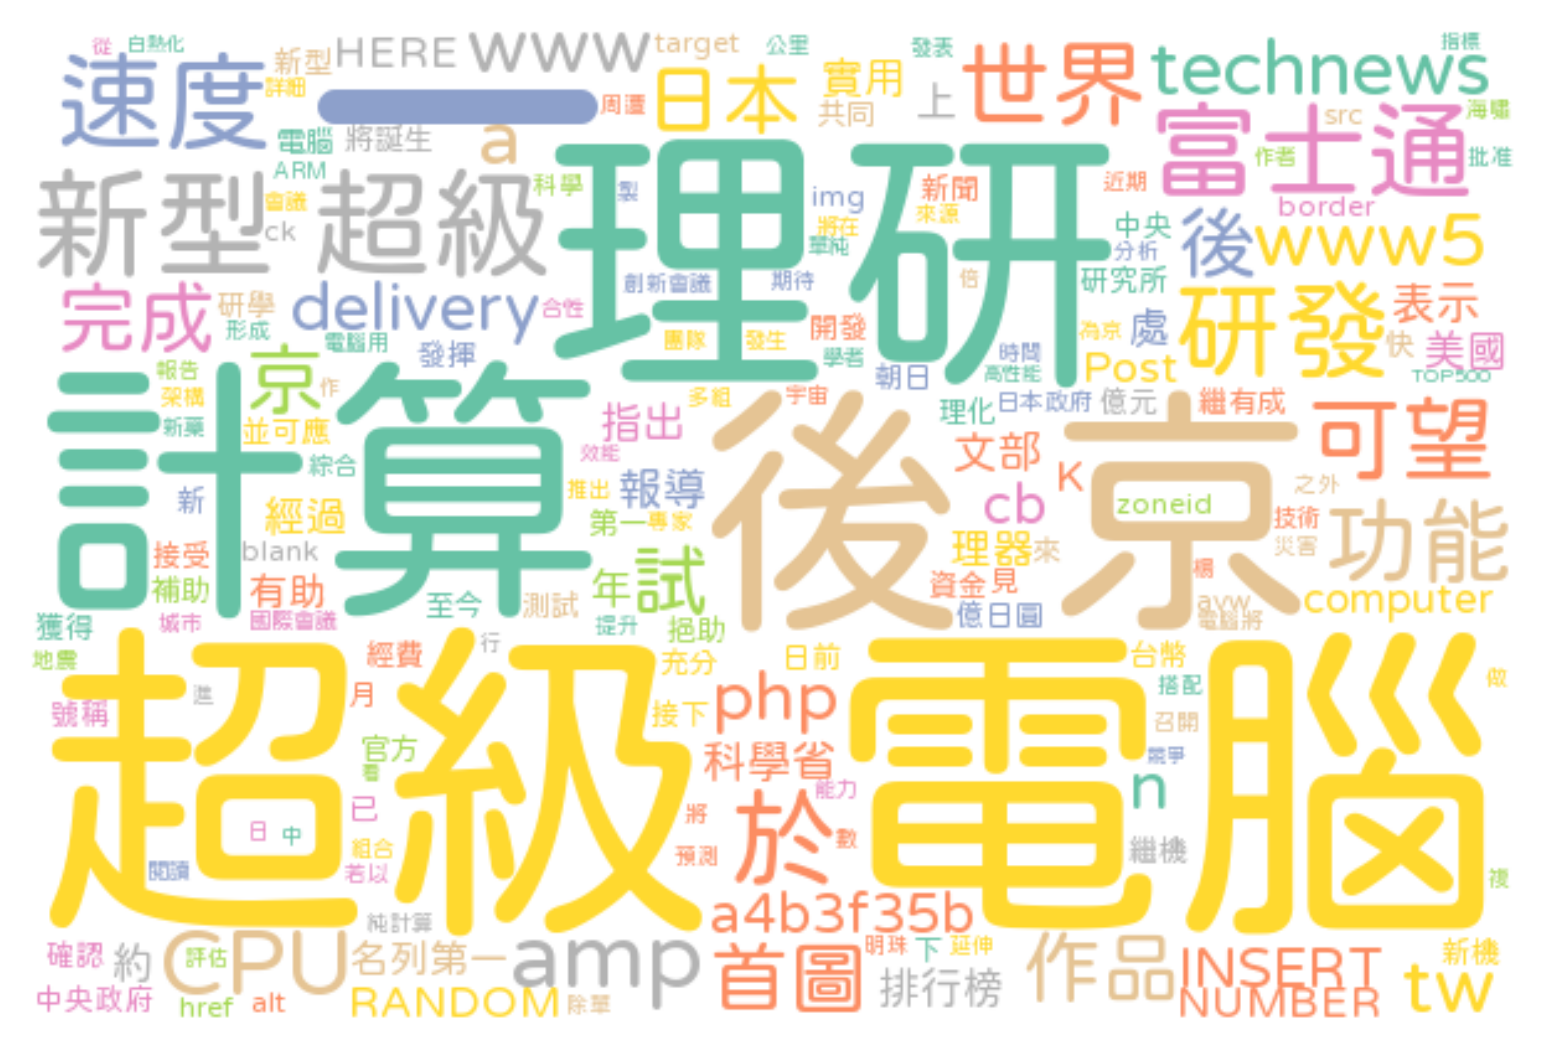 從 白熱化 新型 HERE www target 公里 發表 指標
速度 詳細 一 周遭 日本 實用 世界 technews
電腦 將誕生 a 共同 上 富士通 src 海嘯
ARM 作者 批准
新型 超級 會議 ck 科學 製 理研 img 新聞 近期 border
將在 來源 單純 中央 後 www5
創新會議 期待 倍 分析 研究所
完成 研學 delivery 合性 開發 處 研發 表示
形成 電腦用 發揮 團隊 發生 學者 時間 為京 快 美國
報告 京 作 朝日 高性能 Post TOP500
計算 架構 新藥 並可應 指出 多組 宇宙 理化 日本政府 億元 繼有成
綜合 效能 後京 文部 K 可望
新 經過 推出 報導 cb zoneid 之外
第一 專家 技術 功能
接受 blank 理器 來 災害
補助 有助 年 試 資金 見 computer
獲得 城市 國際會議 至今 測試 提升 挹助 億日圓 電腦將
地震 經費 行 充分 日前 台幣 做
超級電腦
號稱 進 月 接下 php 搭配
官方 看 科學省 召開 競爭
已 能力 n
日 中 將 於
組合 預測 數 繼機
閱讀 若以 複
純計算 a4b3f35b
確認 約 CPU 評估 名列第一 amp 首圖 明珠 下 延伸 作品 INSERT 新機
中央政府 href alt RANDOM 除單 排行榜 NUMBER tw